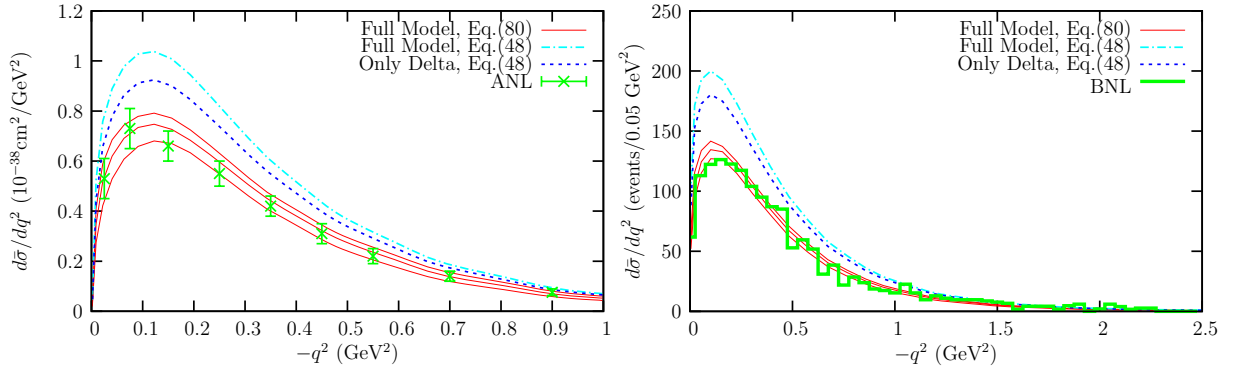 dσ̄/dq² (10⁻³⁸cm²/GeV²)
1.2
1
0.8
0.6
0.4
0.2
0
Full Model, Eq.(80)
Full Model, Eq.(48)
Only Delta, Eq.(48)
ANL
0 0.1 0.2 0.3 0.4 0.5 0.6 0.7 0.8 0.9 1
−q² (GeV²)
dσ̄/dq² (events/0.05 GeV²)
250
200
150
100
50
0
Full Model, Eq.(80)
Full Model, Eq.(48)
Only Delta, Eq.(48)
BNL
0 0.5 1 1.5 2 2.5
−q² (GeV²)